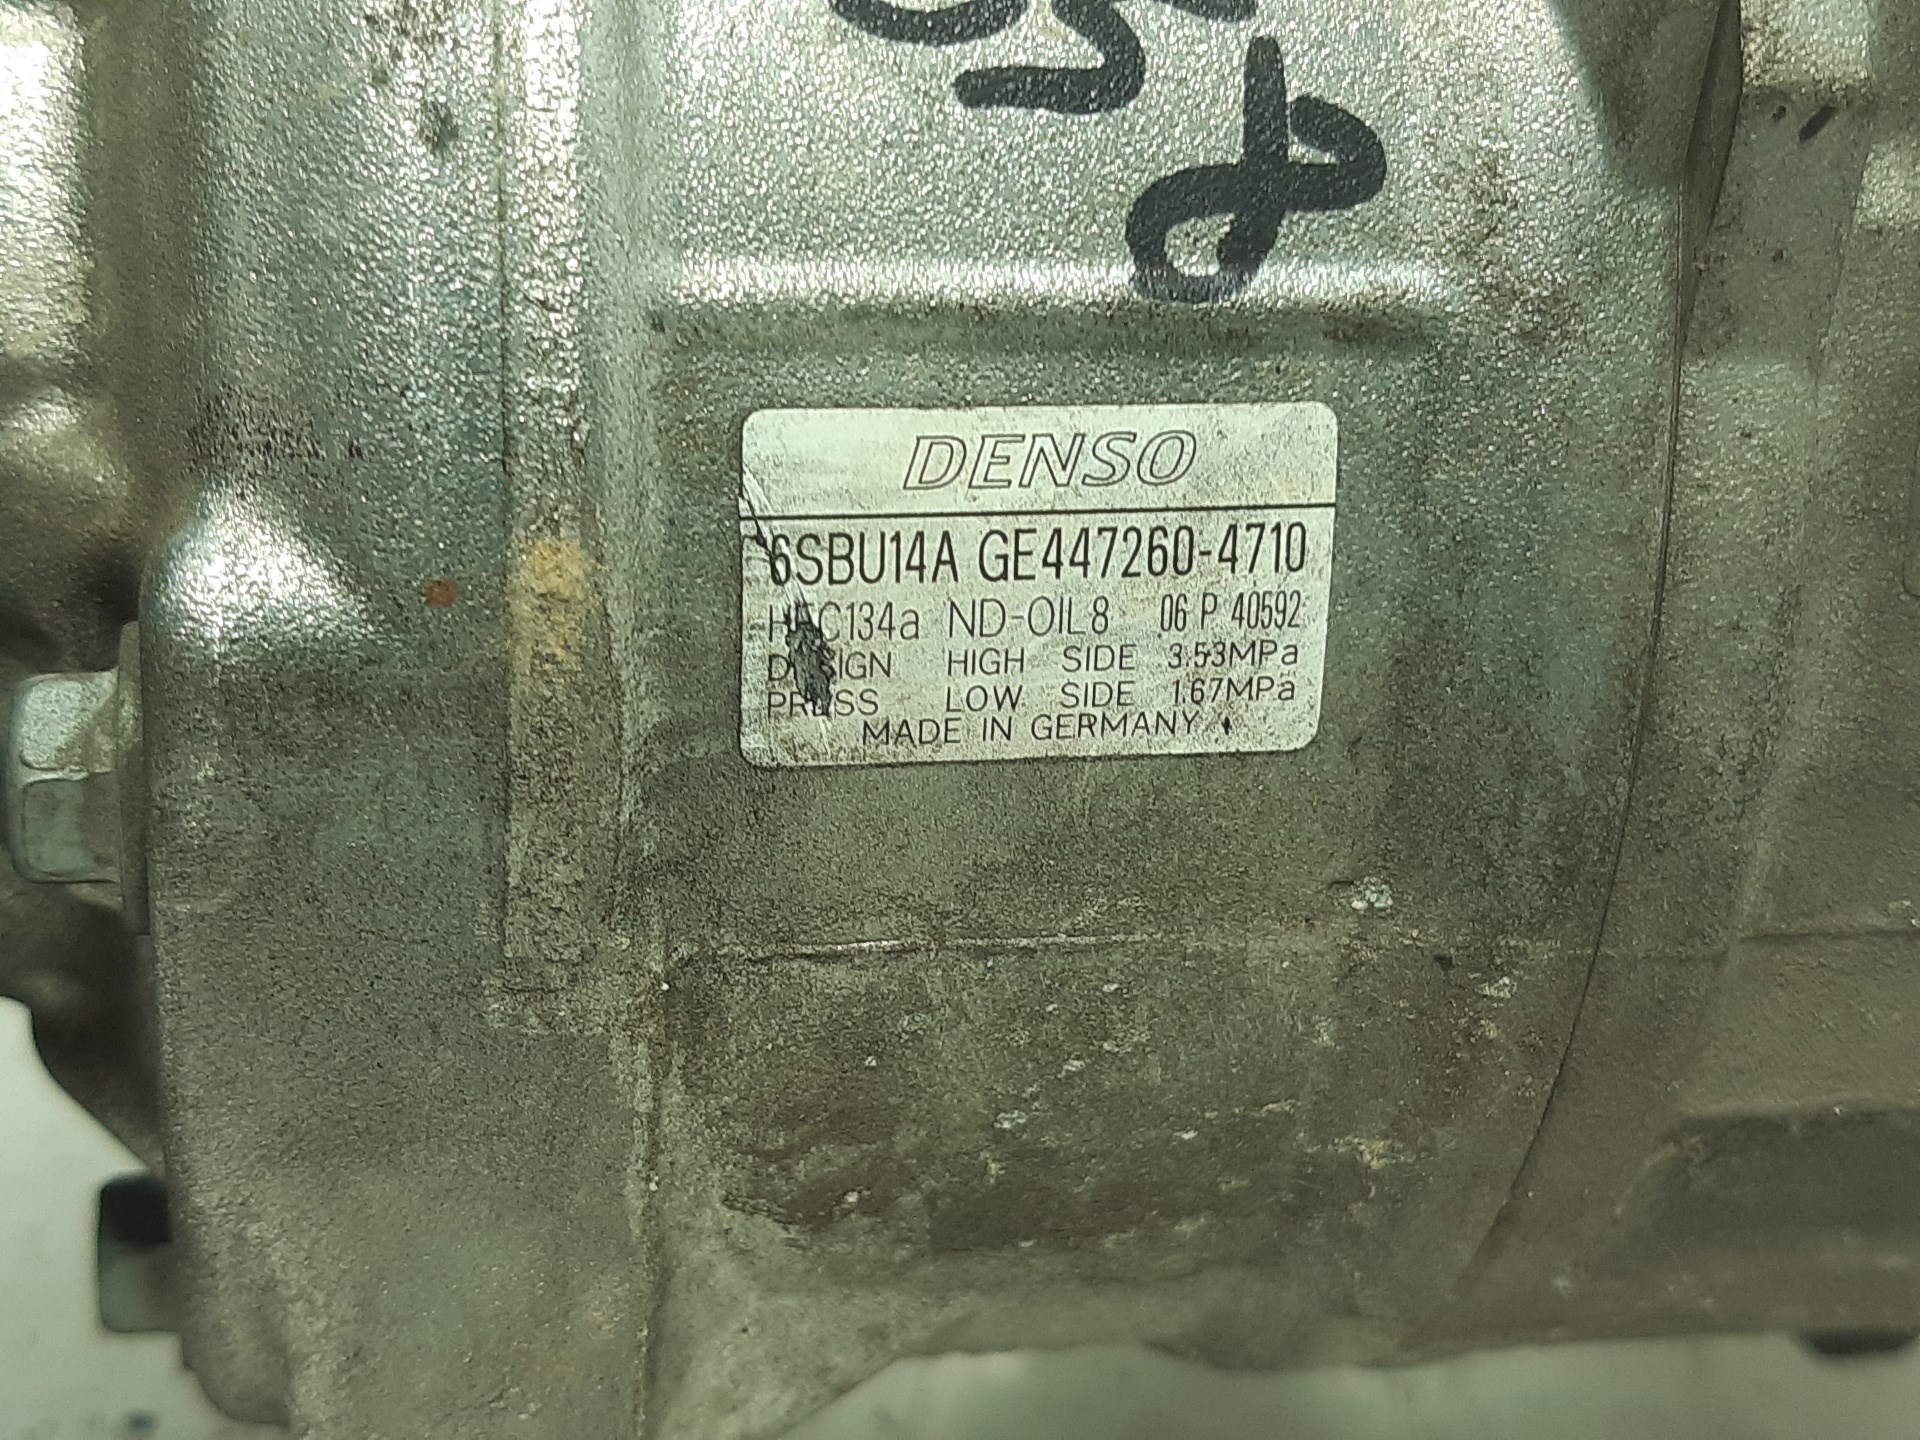 DENSO
6SBU14A GE447260-4710
HFC134a ND-OIL8 06 P 40592
DESIGN HIGH SIDE 3.53MPa
PRESS LOW SIDE 1.67MPa
MADE IN GERMANY